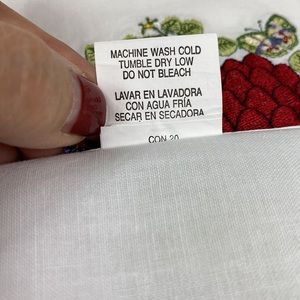 MACHINE WASH COLD
TUMBLE DRY LOW
DO NOT BLEACH
LAVAR EN LAVADORA
CON AGUA FRÍA
SECAR EN SECADORA
CON 20